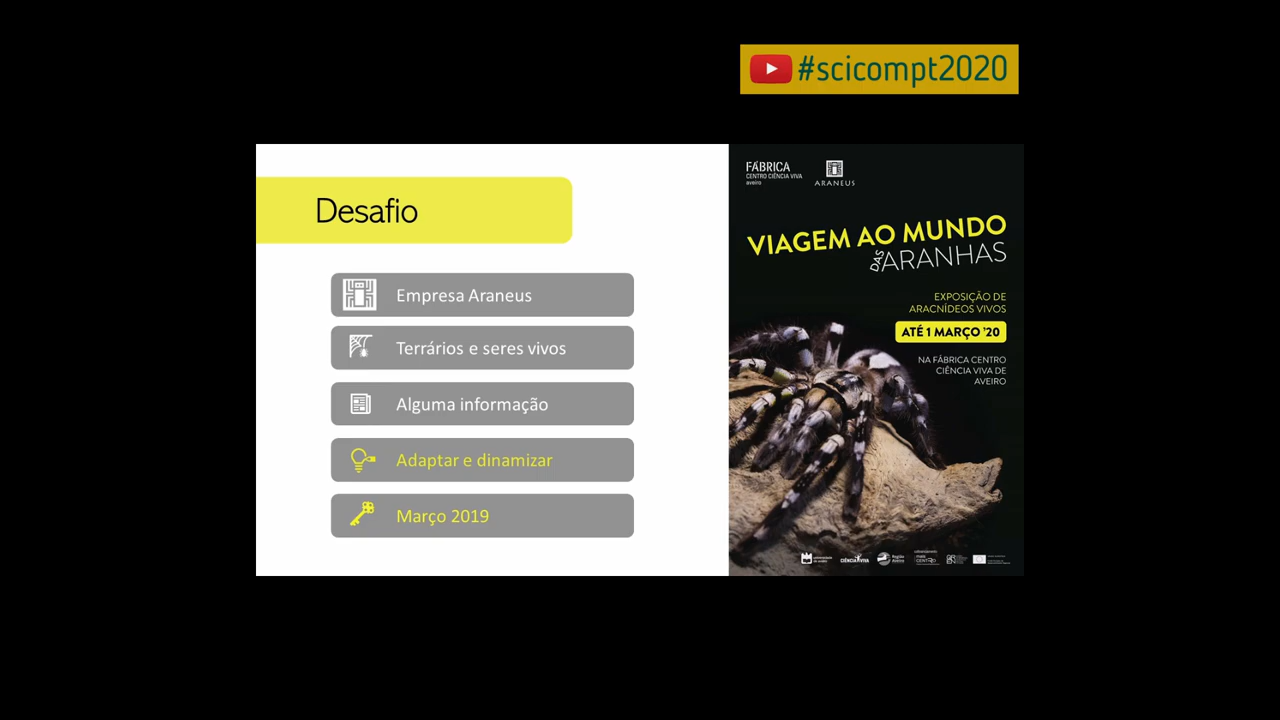 #scicompt2020
Desafio
Empresa Araneus
Terrários e seres vivos
Alguma informação
Adaptar e dinamizar
Março 2019
FÁBRICA
CENTRO CIÊNCIA VIVA
aveiro
ARANEUS
VIAGEM AO MUNDO
DAS ARANHAS
EXPOSIÇÃO DE
ARACNÍDEOS VIVOS
ATÉ 1 MARÇO '20
NA FÁBRICA CENTRO
CIÊNCIA VIVA DE
AVEIRO
CIÊNCIA VIVA